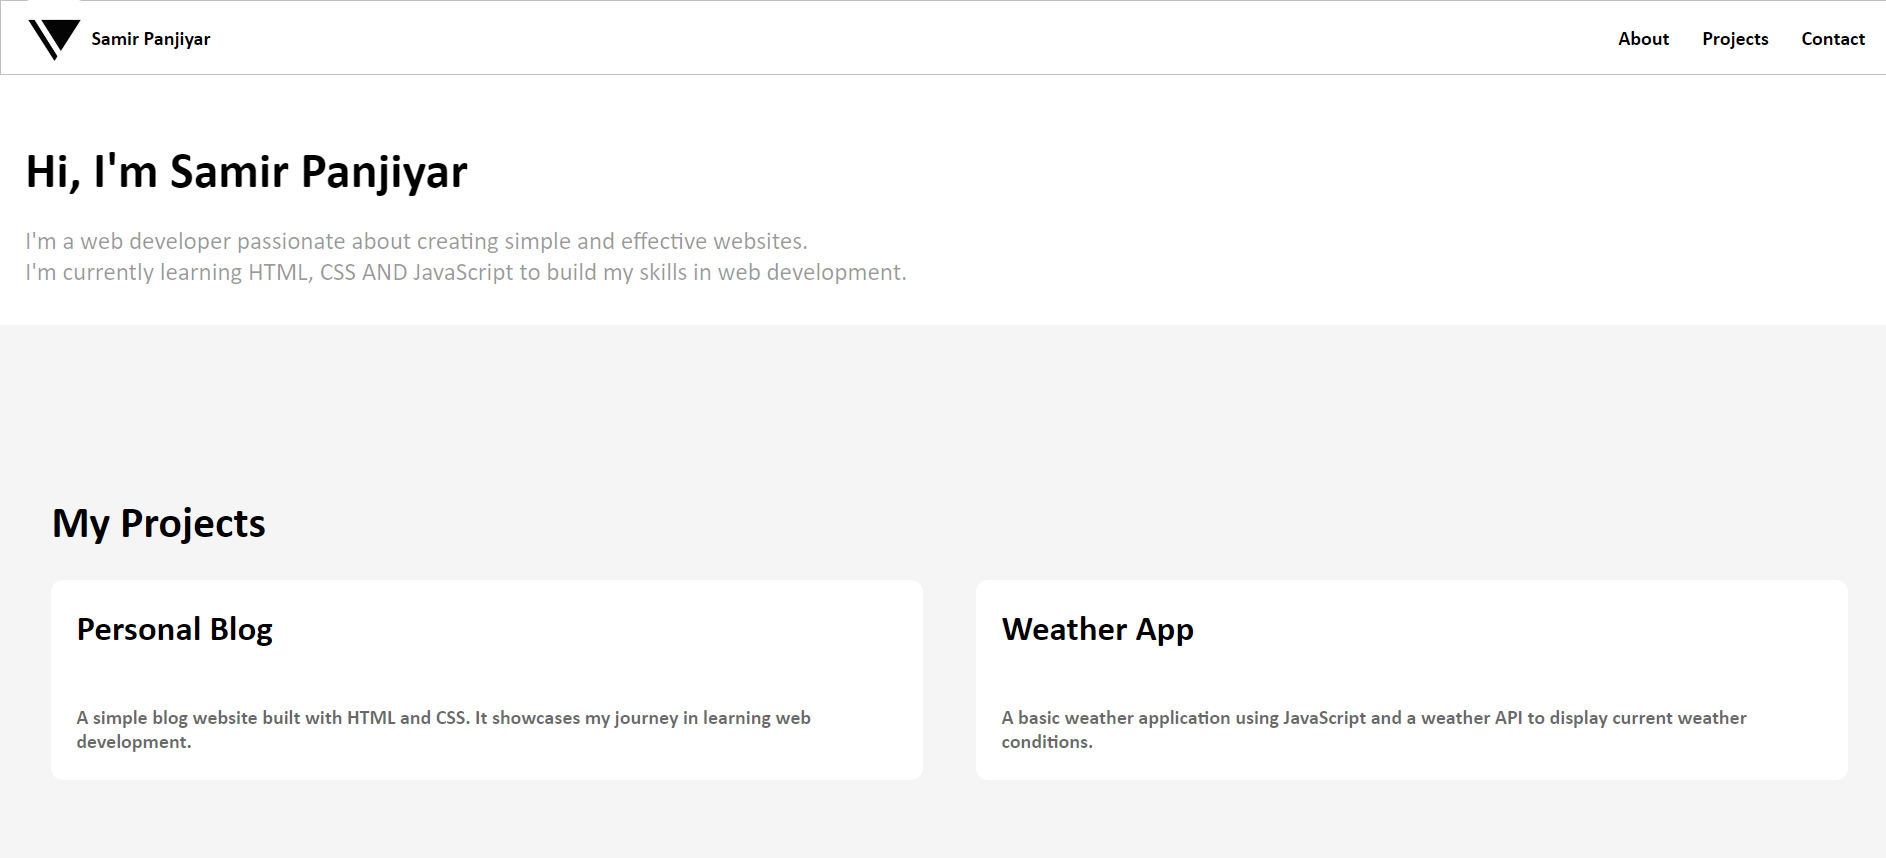 Samir Panjiyar
About Projects Contact
Hi, I'm Samir Panjiyar
I'm a web developer passionate about creating simple and effective websites.
I'm currently learning HTML, CSS AND JavaScript to build my skills in web development.
My Projects
Personal Blog
A simple blog website built with HTML and CSS. It showcases my journey in learning web
development.
Weather App
A basic weather application using JavaScript and a weather API to display current weather
conditions.